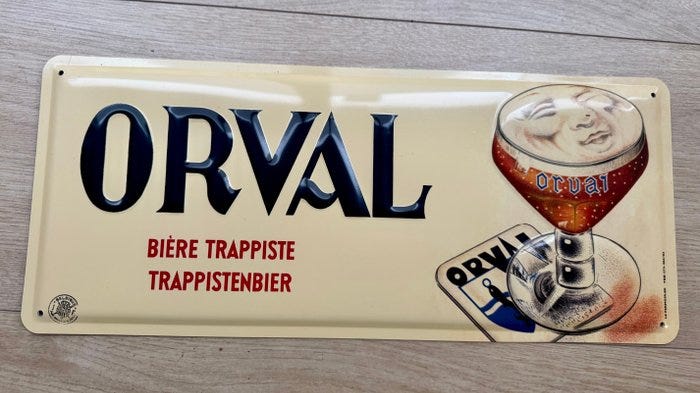 ORVAL
BIÈRE TRAPPISTE
TRAPPISTENBIER
orval
ORVAL